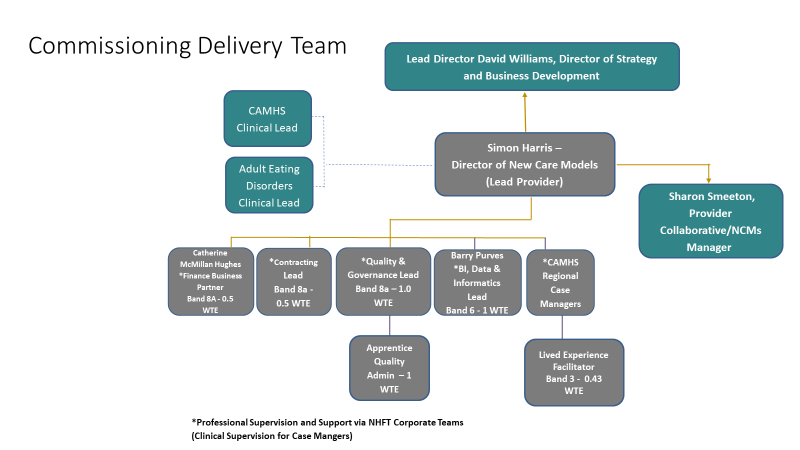 Commissioning Delivery Team
Lead Director David Williams, Director of Strategy
and Business Development
CAMHS
Clinical Lead
Simon Harris –
Director of New Care Models
(Lead Provider)
Adult Eating
Disorders
Clinical Lead
Sharon Smeeton,
Provider
Collaborative/NCMs
Manager
Catherine
McMillan Hughes
*Finance Business
Partner
Band 8A - 0.5
WTE
*Contracting
Lead
Band 8a -
0.5 WTE
*Quality &
Governance Lead
Band 8a – 1.0
WTE
Barry Purves
*BI, Data &
Informatics
Lead
Band 6 - 1 WTE
*CAMHS
Regional
Case
Managers
Apprentice
Quality
Admin – 1
WTE
Lived Experience
Facilitator
Band 3 - 0.43
WTE
*Professional Supervision and Support via NHFT Corporate Teams
(Clinical Supervision for Case Mangers)